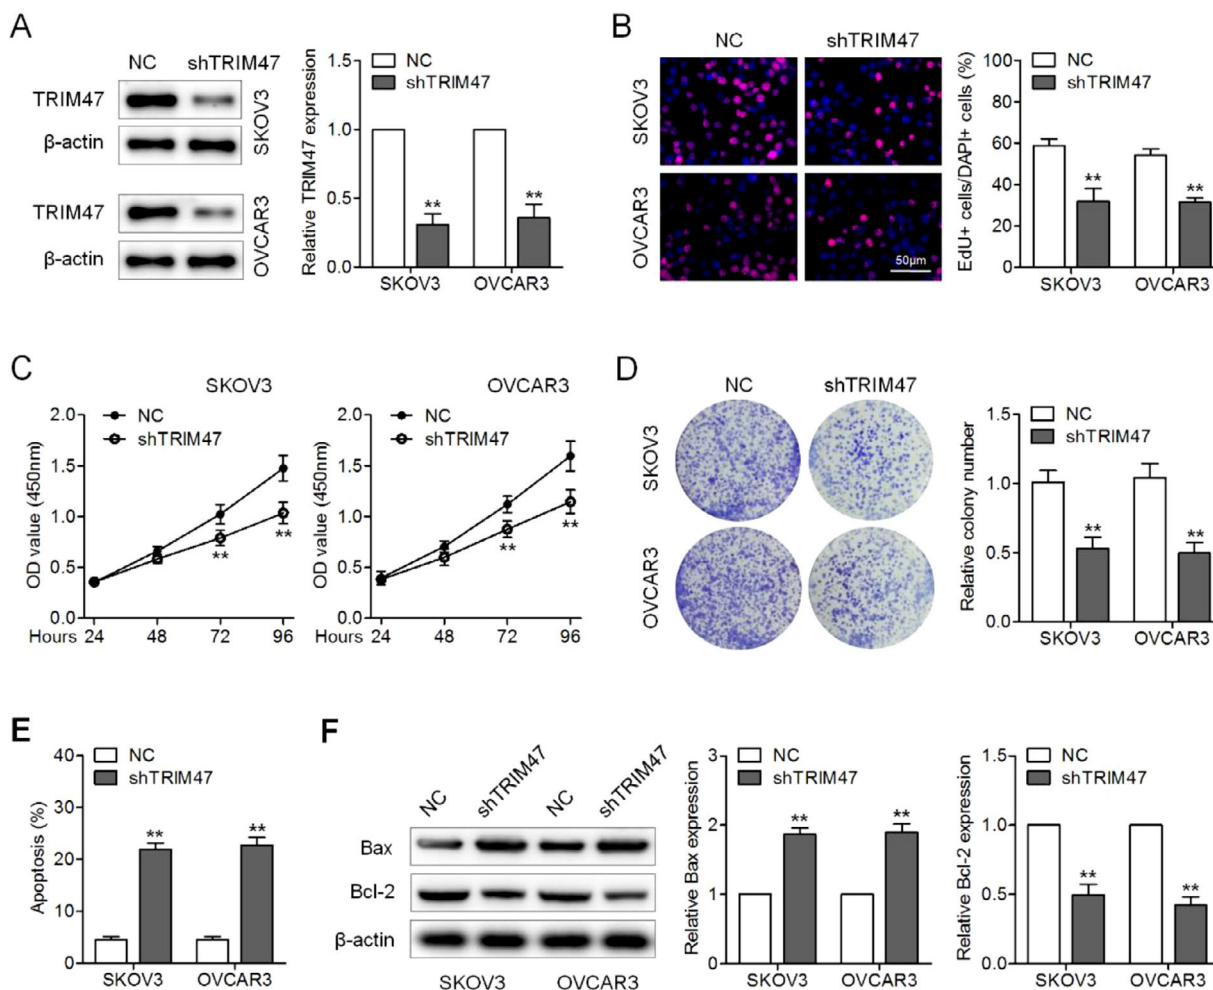 A
NC shTRIM47
TRIM47
β-actin
SKOV3
TRIM47
β-actin
OVCAR3
Relative TRIM47 expression
1.5
1.0
0.5
0.0
NC
shTRIM47
**
**
SKOV3 OVCAR3
B
NC shTRIM47
SKOV3
OVCAR3
50μm
EdU+ cells/DAPI+ cells (%)
100
80
60
40
20
0
NC
shTRIM47
**
**
SKOV3 OVCAR3
C
SKOV3
OD value (450nm)
2.0
1.5
1.0
0.5
0.0
NC
shTRIM47
**
**
Hours 24 48 72 96
OVCAR3
OD value (450nm)
2.0
1.5
1.0
0.5
0.0
NC
shTRIM47
**
**
Hours 24 48 72 96
D
NC shTRIM47
SKOV3
OVCAR3
Relative colony number
1.5
1.0
0.5
0.0
NC
shTRIM47
**
**
SKOV3 OVCAR3
E
Apoptosis (%)
40
30
20
10
0
NC
shTRIM47
**
**
SKOV3 OVCAR3
F
NC shTRIM47 NC shTRIM47
Bax
Bcl-2
β-actin
SKOV3 OVCAR3
Relative Bax expression
3
2
1
0
NC
shTRIM47
**
**
SKOV3 OVCAR3
Relative Bcl-2 expression
1.5
1.0
0.5
0.0
NC
shTRIM47
**
**
SKOV3 OVCAR3